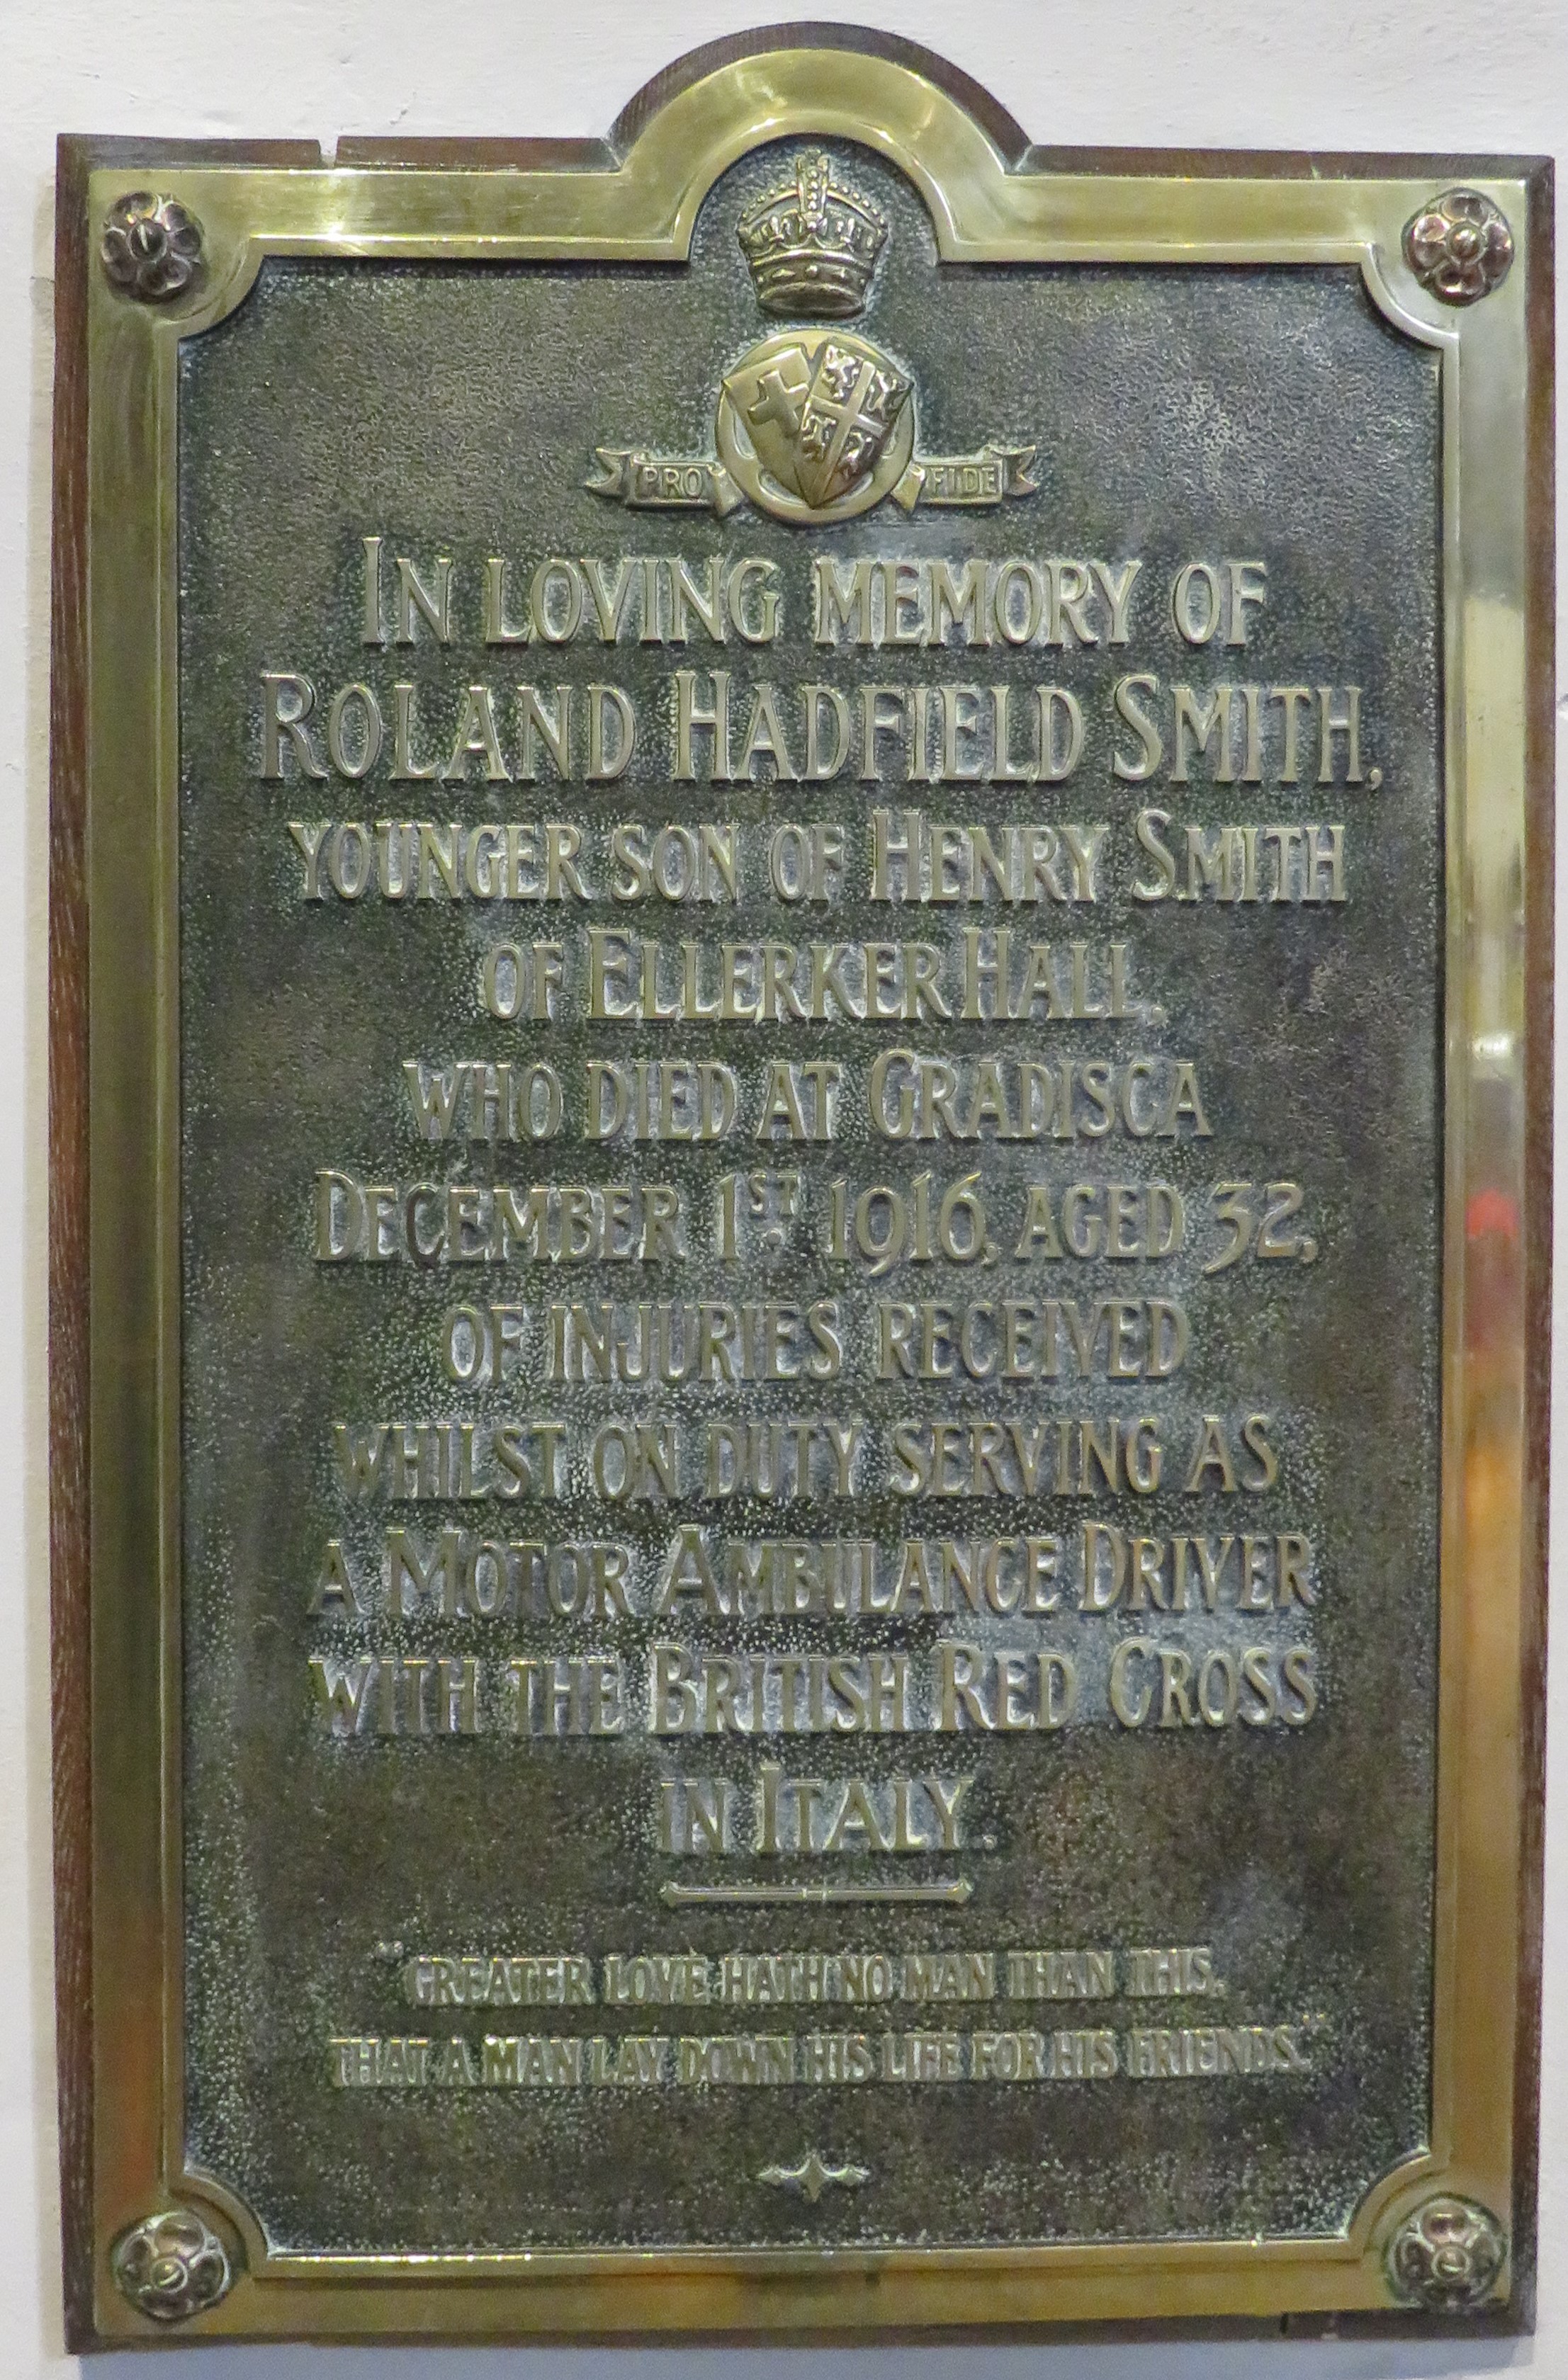 PRO FIDE
IN LOVING MEMORY OF
ROLAND HADFIELD SMITH,
YOUNGER SON OF HENRY SMITH
OF ELLERKER HALL,
WHO DIED AT GRADISCA
DECEMBER 1ST 1916, AGED 32,
OF INJURIES RECEIVED
WHILST ON DUTY SERVING AS
A MOTOR AMBULANCE DRIVER
WITH THE BRITISH RED CROSS
IN ITALY.
"GREATER LOVE HATH NO MAN THAN THIS,
THAT A MAN LAY DOWN HIS LIFE FOR HIS FRIENDS."